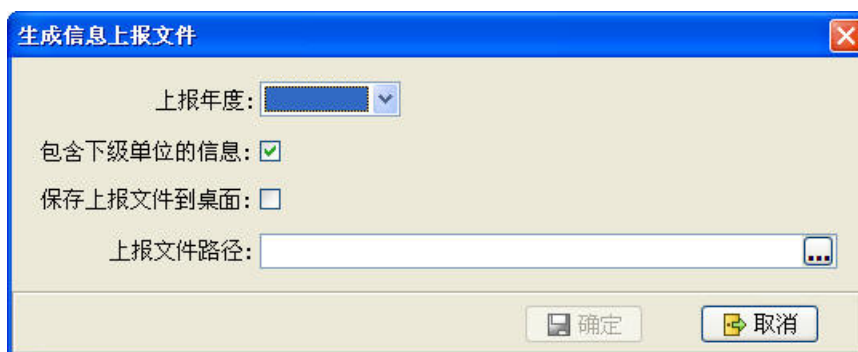 生成信息上报文件
上报年度:
包含下级单位的信息:
保存上报文件到桌面:
上报文件路径:
...
确定 取消